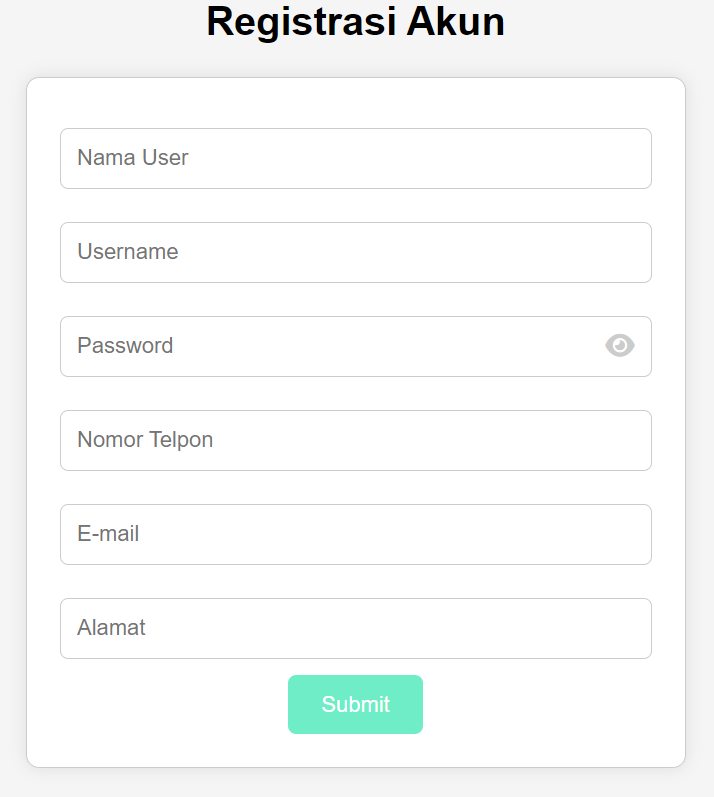 Registrasi Akun
Nama User
Username
Password
Nomor Telpon
E-mail
Alamat
Submit